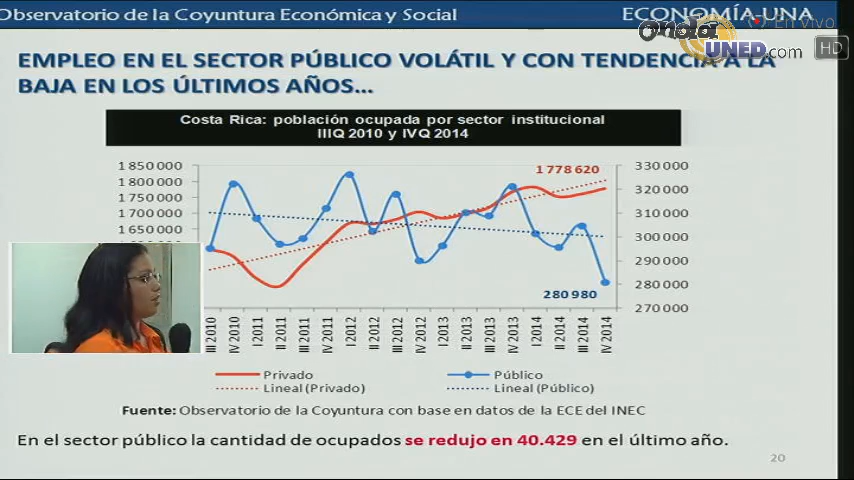 Observatorio de la Coyuntura Económica y Social
ECONOMÍA-UNA
En vivo
Onda
UNED.com
HD
EMPLEO EN EL SECTOR PÚBLICO VOLÁTIL Y CON TENDENCIA A LA
BAJA EN LOS ÚLTIMOS AÑOS...
Costa Rica: población ocupada por sector institucional
IIIQ 2010 y IVQ 2014
1 850 000
1 800 000
1 750 000
1 700 000
1 650 000
1 778 620
280 980
330 000
320 000
310 000
300 000
290 000
280 000
270 000
III 2010
IV 2010
I 2011
II 2011
III 2011
IV 2011
I 2012
II 2012
III 2012
IV 2012
I 2013
II 2013
III 2013
IV 2013
I 2014
II 2014
III 2014
IV 2014
Privado
Público
Lineal (Privado)
Lineal (Público)
Fuente: Observatorio de la Coyuntura con base en datos de la ECE del INEC
En el sector público la cantidad de ocupados se redujo en 40.429 en el último año.
20